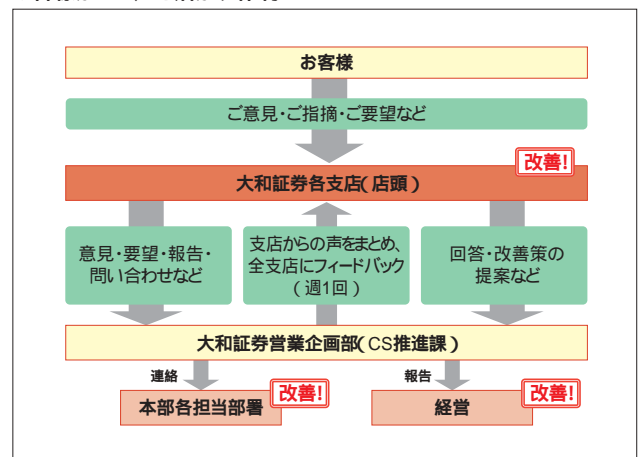 お客様
ご意見・ご指摘・ご要望など
改善!
大和証券各支店(店頭)
意見・要望・報告・
問い合わせなど
支店からの声をまとめ、
全支店にフィードバック
(週1回)
回答・改善策の
提案など
大和証券営業企画部(CS推進課)
連絡
改善!
本部各担当部署
報告
改善!
経営